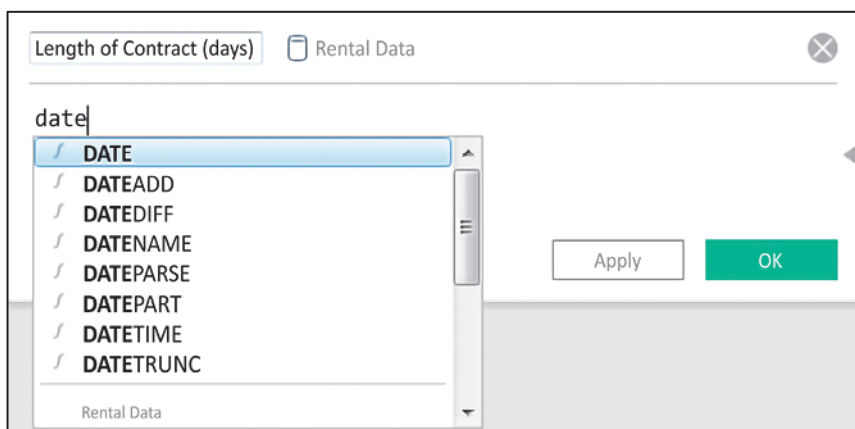 Length of Contract (days) Rental Data
date
DATE
DATEADD
DATEDIFF
DATENAME
DATEPARSE
DATEPART
DATETIME
DATETRUNC
Rental Data
Apply OK